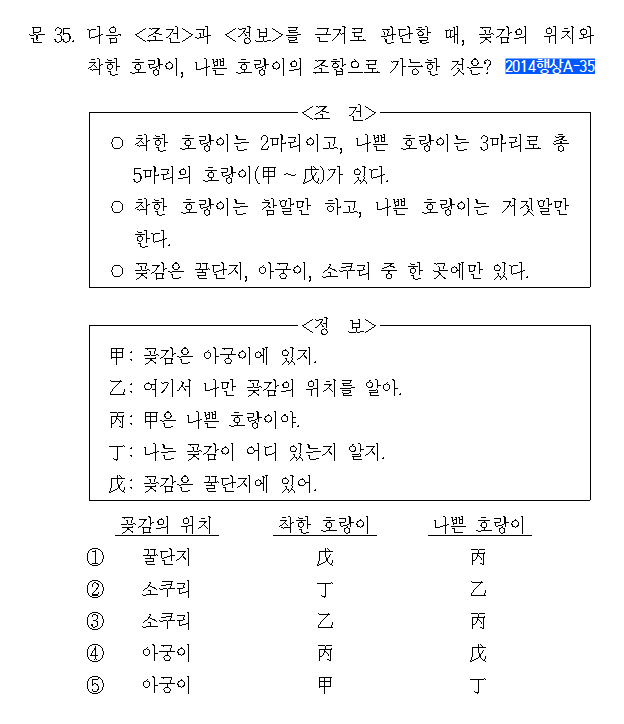 문 35. 다음 <조건>과 <정보>를 근거로 판단할 때, 곶감의 위치와
착한 호랑이, 나쁜 호랑이의 조합으로 가능한 것은? 2014행상A-35
<조 건>
○ 착한 호랑이는 2마리이고, 나쁜 호랑이는 3마리로 총
5마리의 호랑이(甲～戊)가 있다.
○ 착한 호랑이는 참말만 하고, 나쁜 호랑이는 거짓말만
한다.
○ 곶감은 꿀단지, 아궁이, 소쿠리 중 한 곳에만 있다.
<정 보>
甲: 곶감은 아궁이에 있지.
乙: 여기서 나만 곶감의 위치를 알아.
丙: 甲은 나쁜 호랑이야.
丁: 나는 곶감이 어디 있는지 알지.
戊: 곶감은 꿀단지에 있어.
곶감의 위치 착한 호랑이 나쁜 호랑이
① 꿀단지 戊 丙
② 소쿠리 丁 乙
③ 소쿠리 乙 丙
④ 아궁이 丙 戊
⑤ 아궁이 甲 丁